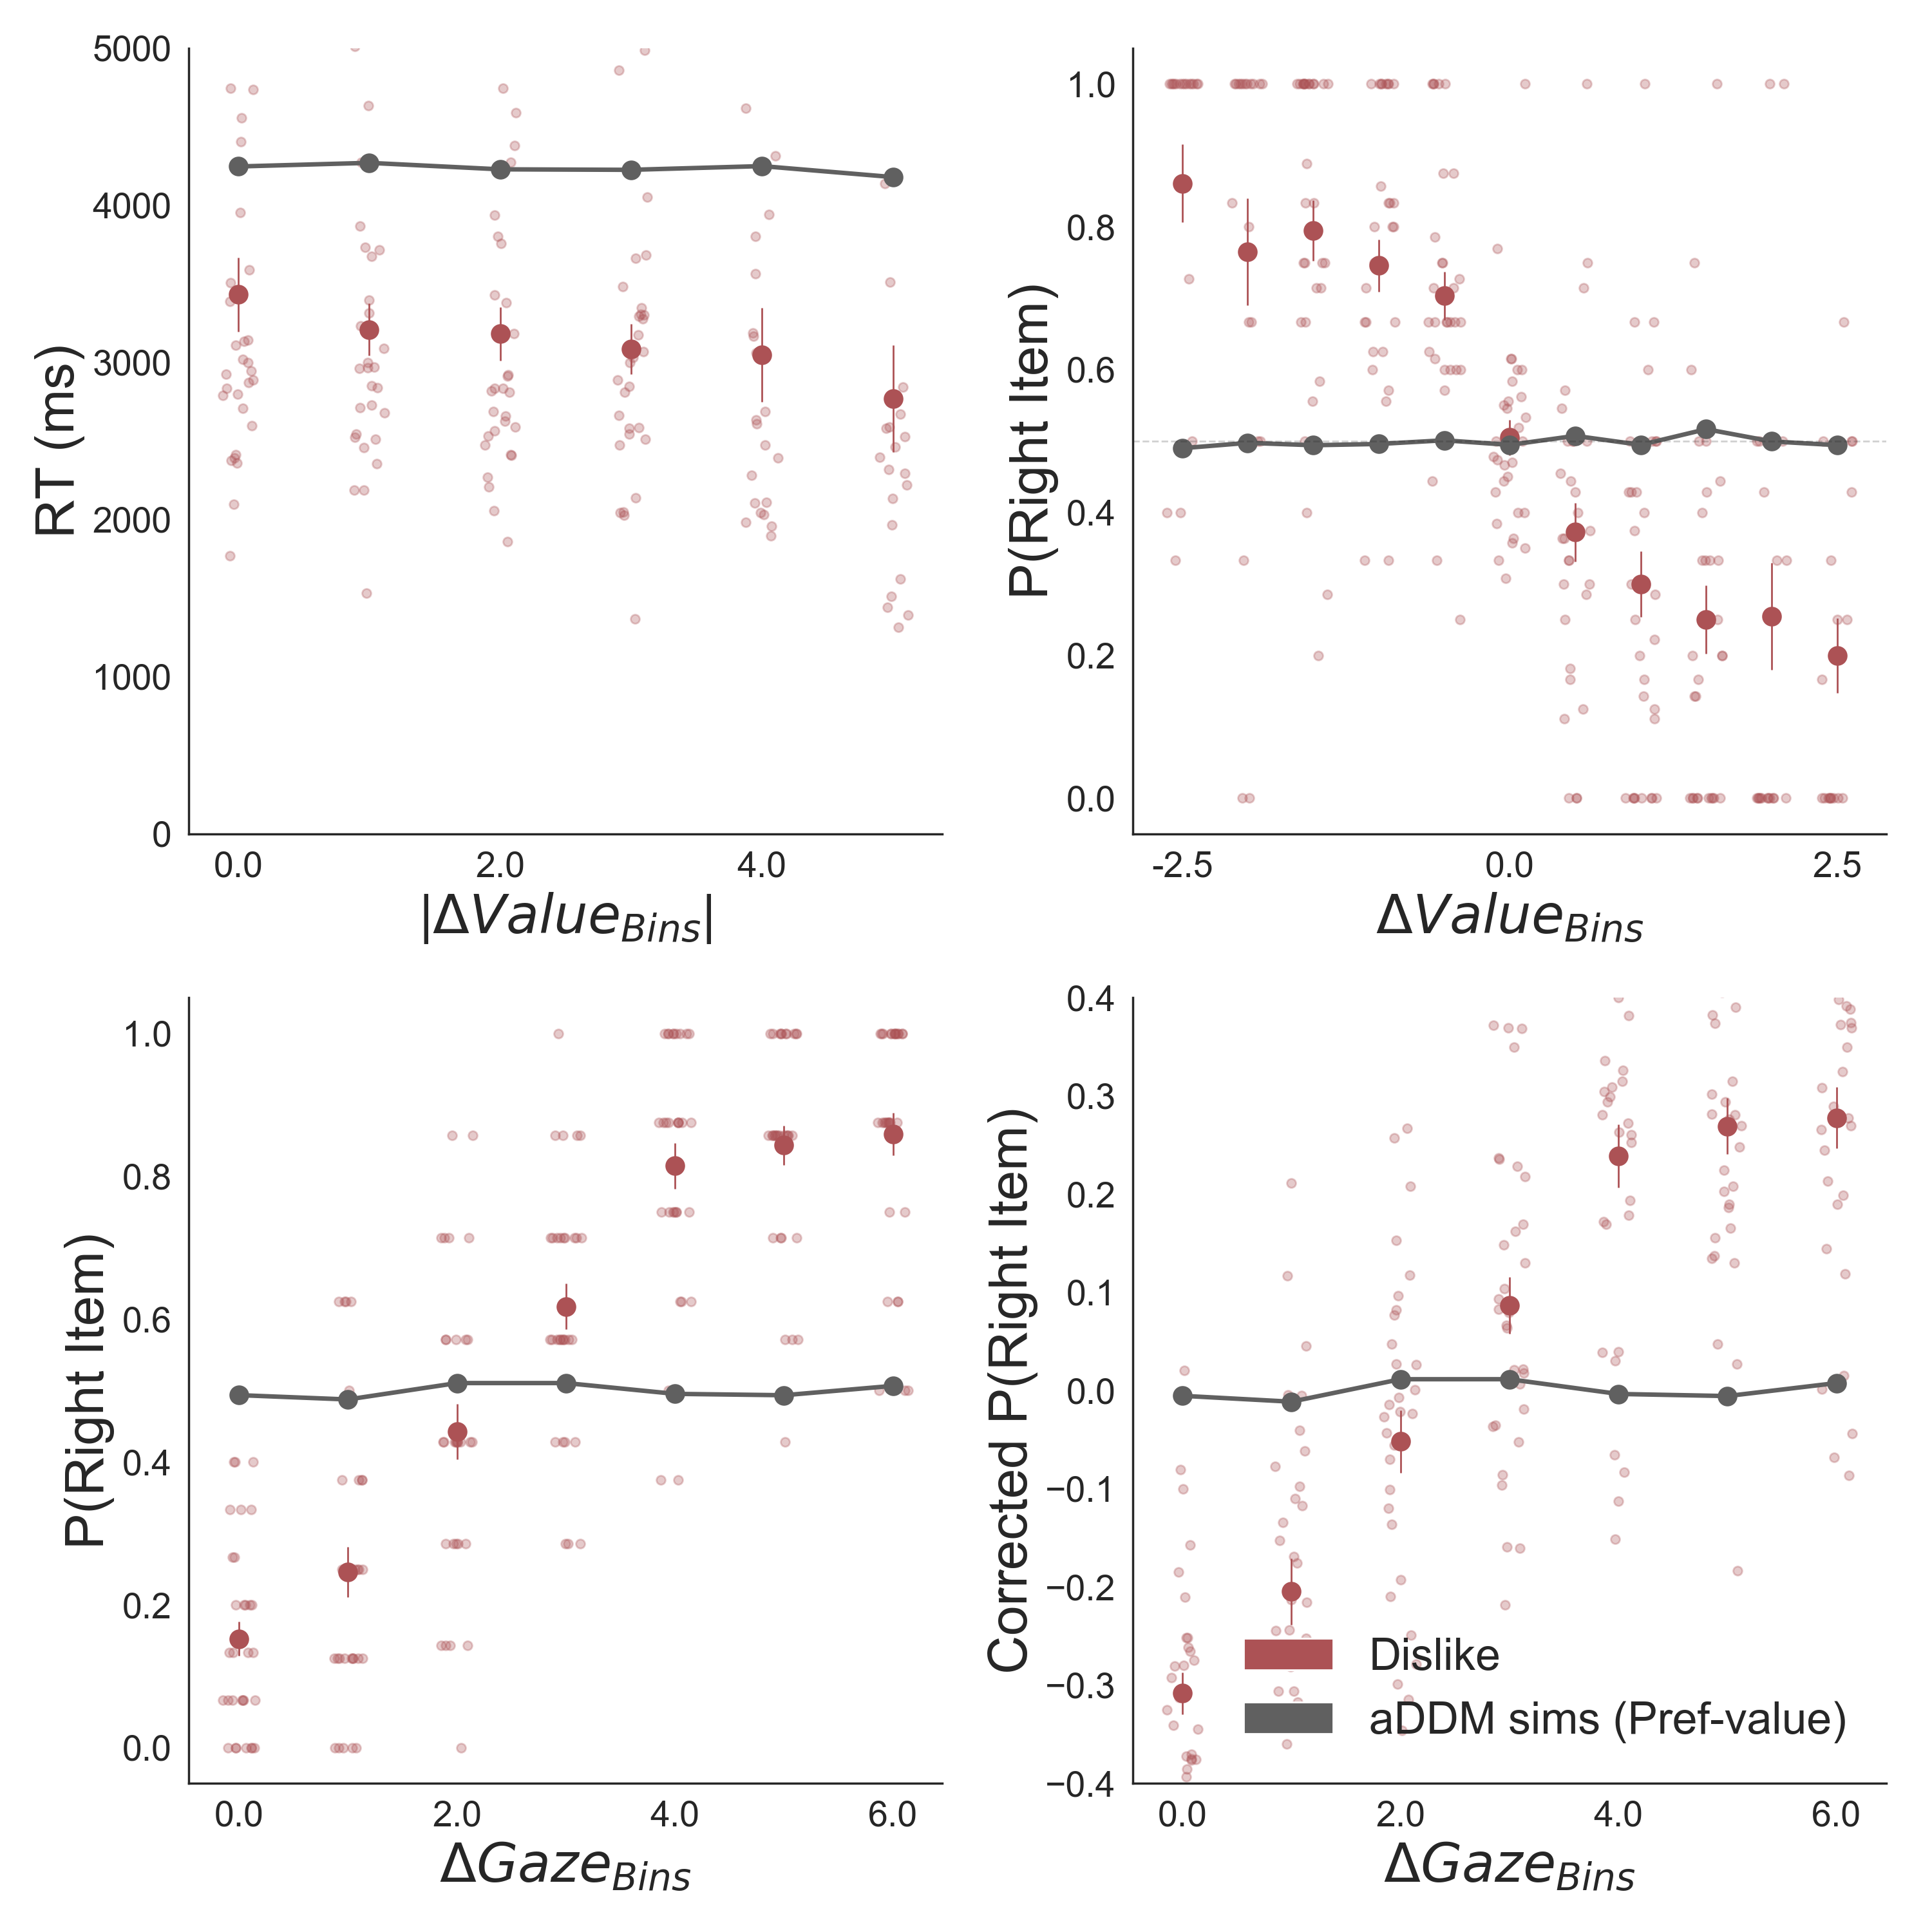 5000
4000
3000
2000
1000
0
RT (ms)
0.0 2.0 4.0
|ΔValue_Bins|
1.0
0.8
0.6
0.4
0.2
0.0
P(Right Item)
-2.5 0.0 2.5
ΔValue_Bins
1.0
0.8
0.6
0.4
0.2
0.0
P(Right Item)
0.0 2.0 4.0 6.0
ΔGaze_Bins
0.4
0.3
0.2
0.1
0.0
−0.1
−0.2
−0.3
−0.4
Corrected P(Right Item)
Dislike
aDDM sims (Pref-value)
0.0 2.0 4.0 6.0
ΔGaze_Bins